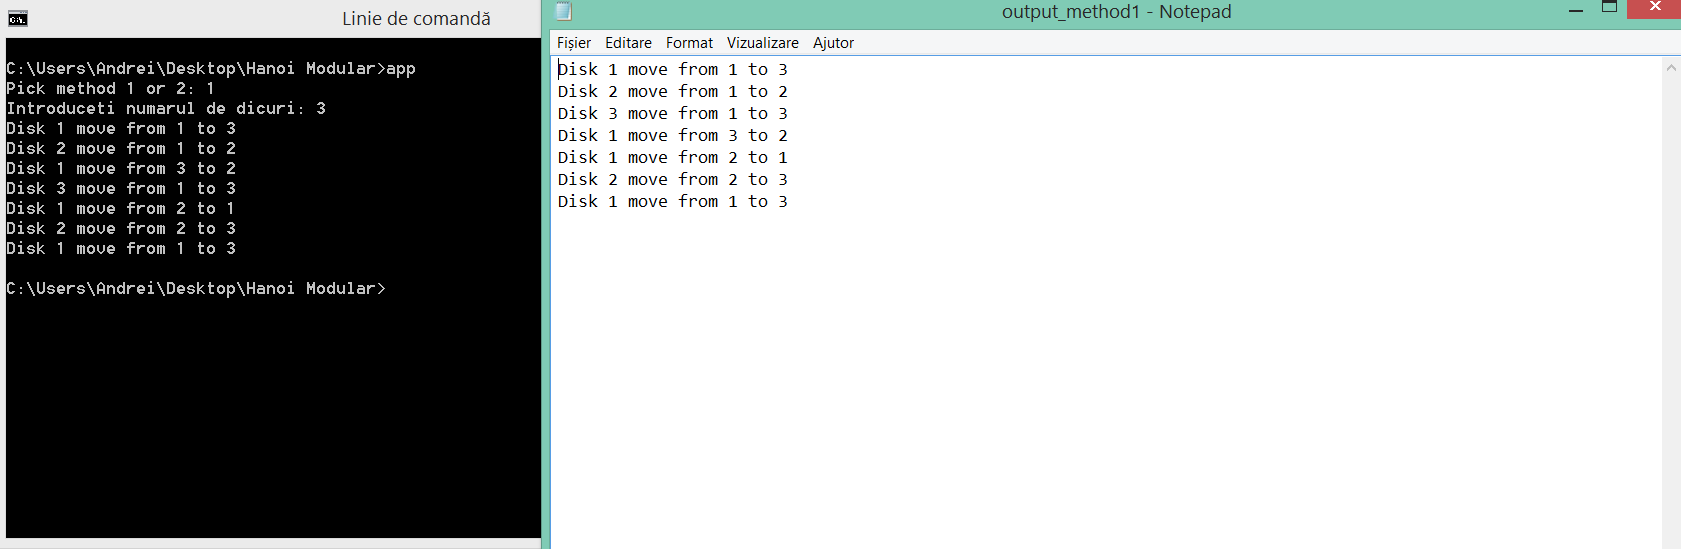 Linie de comandă
C:\Users\Andrei\Desktop\Hanoi Modular>app
Pick method 1 or 2: 1
Introduceti numarul de dicuri: 3
Disk 1 move from 1 to 3
Disk 2 move from 1 to 2
Disk 1 move from 3 to 2
Disk 3 move from 1 to 3
Disk 1 move from 2 to 1
Disk 2 move from 2 to 3
Disk 1 move from 1 to 3
C:\Users\Andrei\Desktop\Hanoi Modular>
output_method1 - Notepad
Fișier Editare Format Vizualizare Ajutor
Disk 1 move from 1 to 3
Disk 2 move from 1 to 2
Disk 3 move from 1 to 3
Disk 1 move from 3 to 2
Disk 1 move from 2 to 1
Disk 2 move from 2 to 3
Disk 1 move from 1 to 3